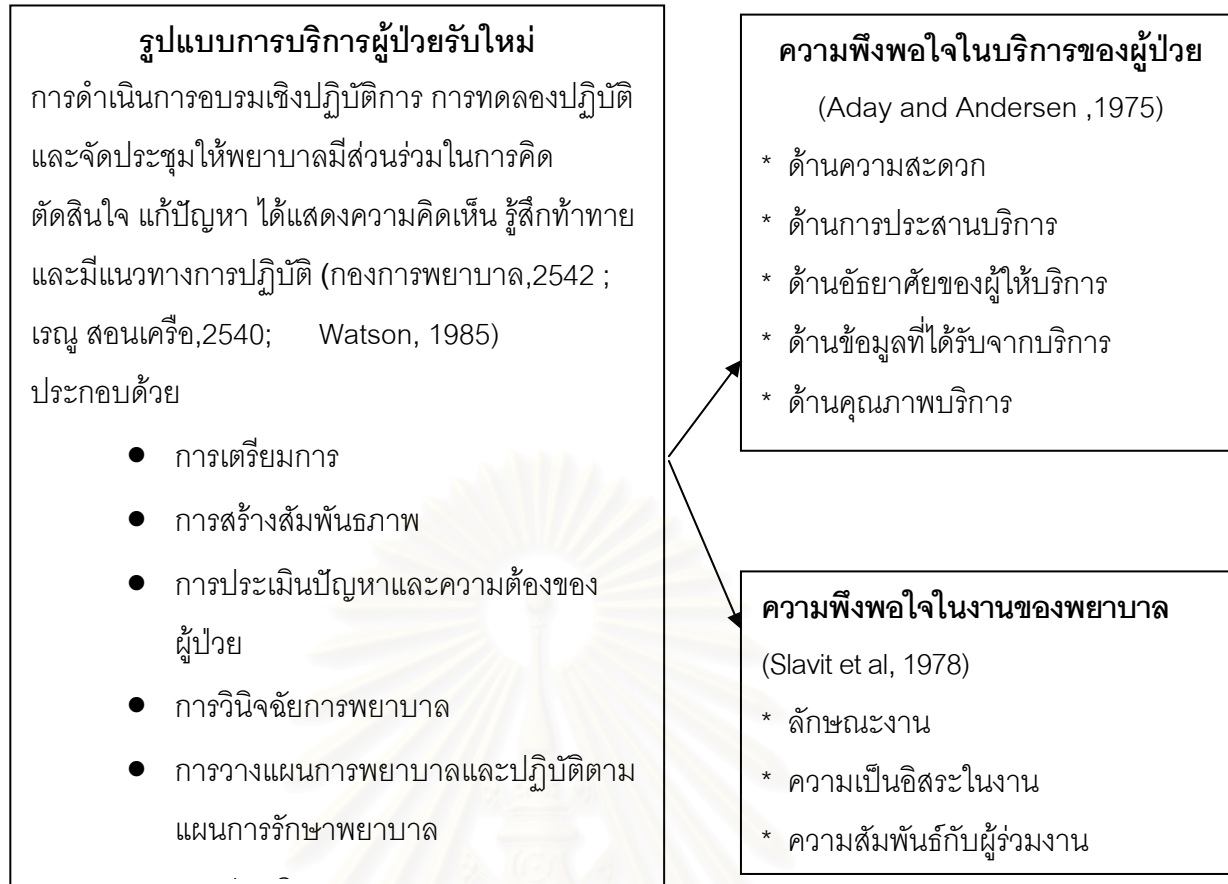 รูปแบบการบริการผู้ป่วยรับใหม่
การดำเนินการอบรมเชิงปฏิบัติการ การทดลองปฏิบัติ
และจัดประชุมให้พยาบาลมีส่วนร่วมในการคิด
ตัดสินใจ แก้ปัญหา ได้แสดงความคิดเห็น รู้สึกท้าทาย
และมีแนวทางการปฏิบัติ (กองการพยาบาล,2542 ;
เรณู สอนเครือ,2540; Watson, 1985)
ประกอบด้วย
● การเตรียมการ
● การสร้างสัมพันธภาพ
● การประเมินปัญหาและความต้องของ
ผู้ป่วย
● การวินิจฉัยการพยาบาล
● การวางแผนการพยาบาลและปฏิบัติตาม
แผนการรักษาพยาบาล
ความพึงพอใจในบริการของผู้ป่วย
(Aday and Andersen ,1975)
* ด้านความสะดวก
* ด้านการประสานบริการ
* ด้านอัธยาศัยของผู้ให้บริการ
* ด้านข้อมูลที่ได้รับจากบริการ
* ด้านคุณภาพบริการ
ความพึงพอใจในงานของพยาบาล
(Slavit et al, 1978)
* ลักษณะงาน
* ความเป็นอิสระในงาน
* ความสัมพันธ์กับผู้ร่วมงาน